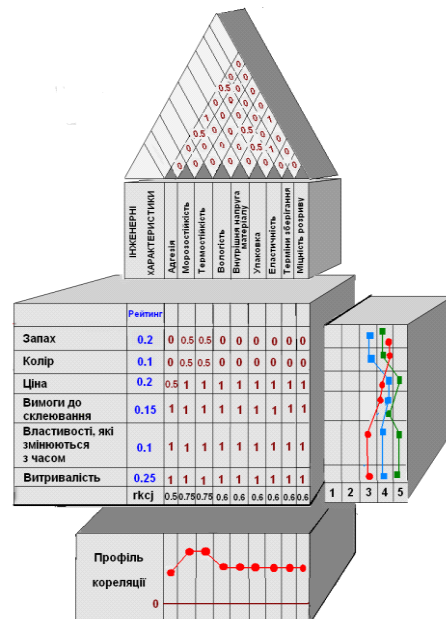 ІНЖЕНЕРНІ
ХАРАКТЕРИСТИКИ
Адгезія
Морозостійкість
Термостійкість
Вологість
Внутрішня напруга
матеріалу
Упаковка
Еластичність
Терміни зберігання
Міцність розриву
Рейтинг
Запах 0.2 0 0.5 0.5 0 0 0 0 0 0
Колір 0.1 0 0.5 0.5 0 0 0 0 0 0
Ціна 0.2 0.5 1 1 1 1 1 1 1 1
Вимоги до
склеювання 0.15 1 1 1 1 1 1 1 1 1
Властивості, які
змінюються
з часом 0.1 1 1 1 1 1 1 1 1 1
Витривалість 0.25 1 1 1 1 1 1 1 1 1
rkcj 0.5 0.75 0.75 0.6 0.6 0.6 0.6 0.6 0.6
1 2 3 4 5
Профіль
кореляції
0